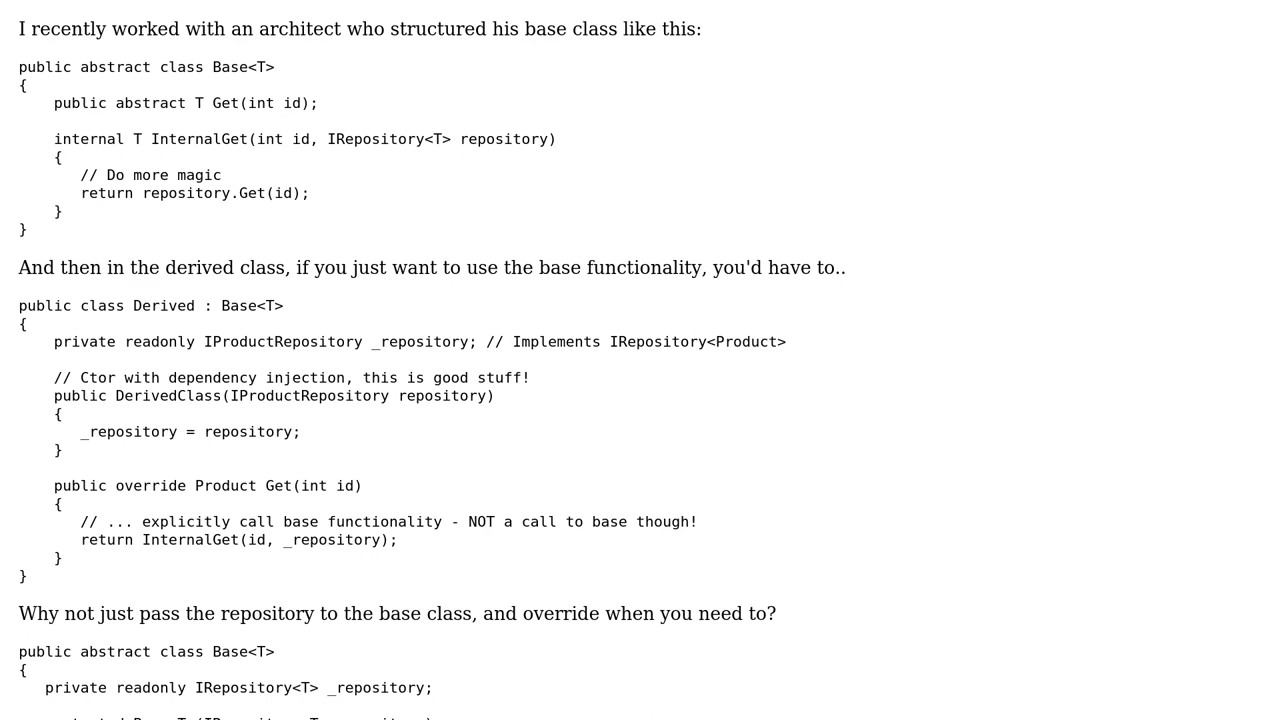 I recently worked with an architect who structured his base class like this:
public abstract class Base<T>
{
    public abstract T Get(int id);
    internal T InternalGet(int id, IRepository<T> repository)
    {
       // Do more magic
       return repository.Get(id);
    }
}
And then in the derived class, if you just want to use the base functionality, you'd have to..
public class Derived : Base<T>
{
    private readonly IProductRepository _repository; // Implements IRepository<Product>
    // Ctor with dependency injection, this is good stuff!
    public DerivedClass(IProductRepository repository)
    {
       _repository = repository;
    }
    public override Product Get(int id)
    {
       // ... explicitly call base functionality - NOT a call to base though!
       return InternalGet(id, _repository);
    }
}
Why not just pass the repository to the base class, and override when you need to?
public abstract class Base<T>
{
   private readonly IRepository<T> _repository;